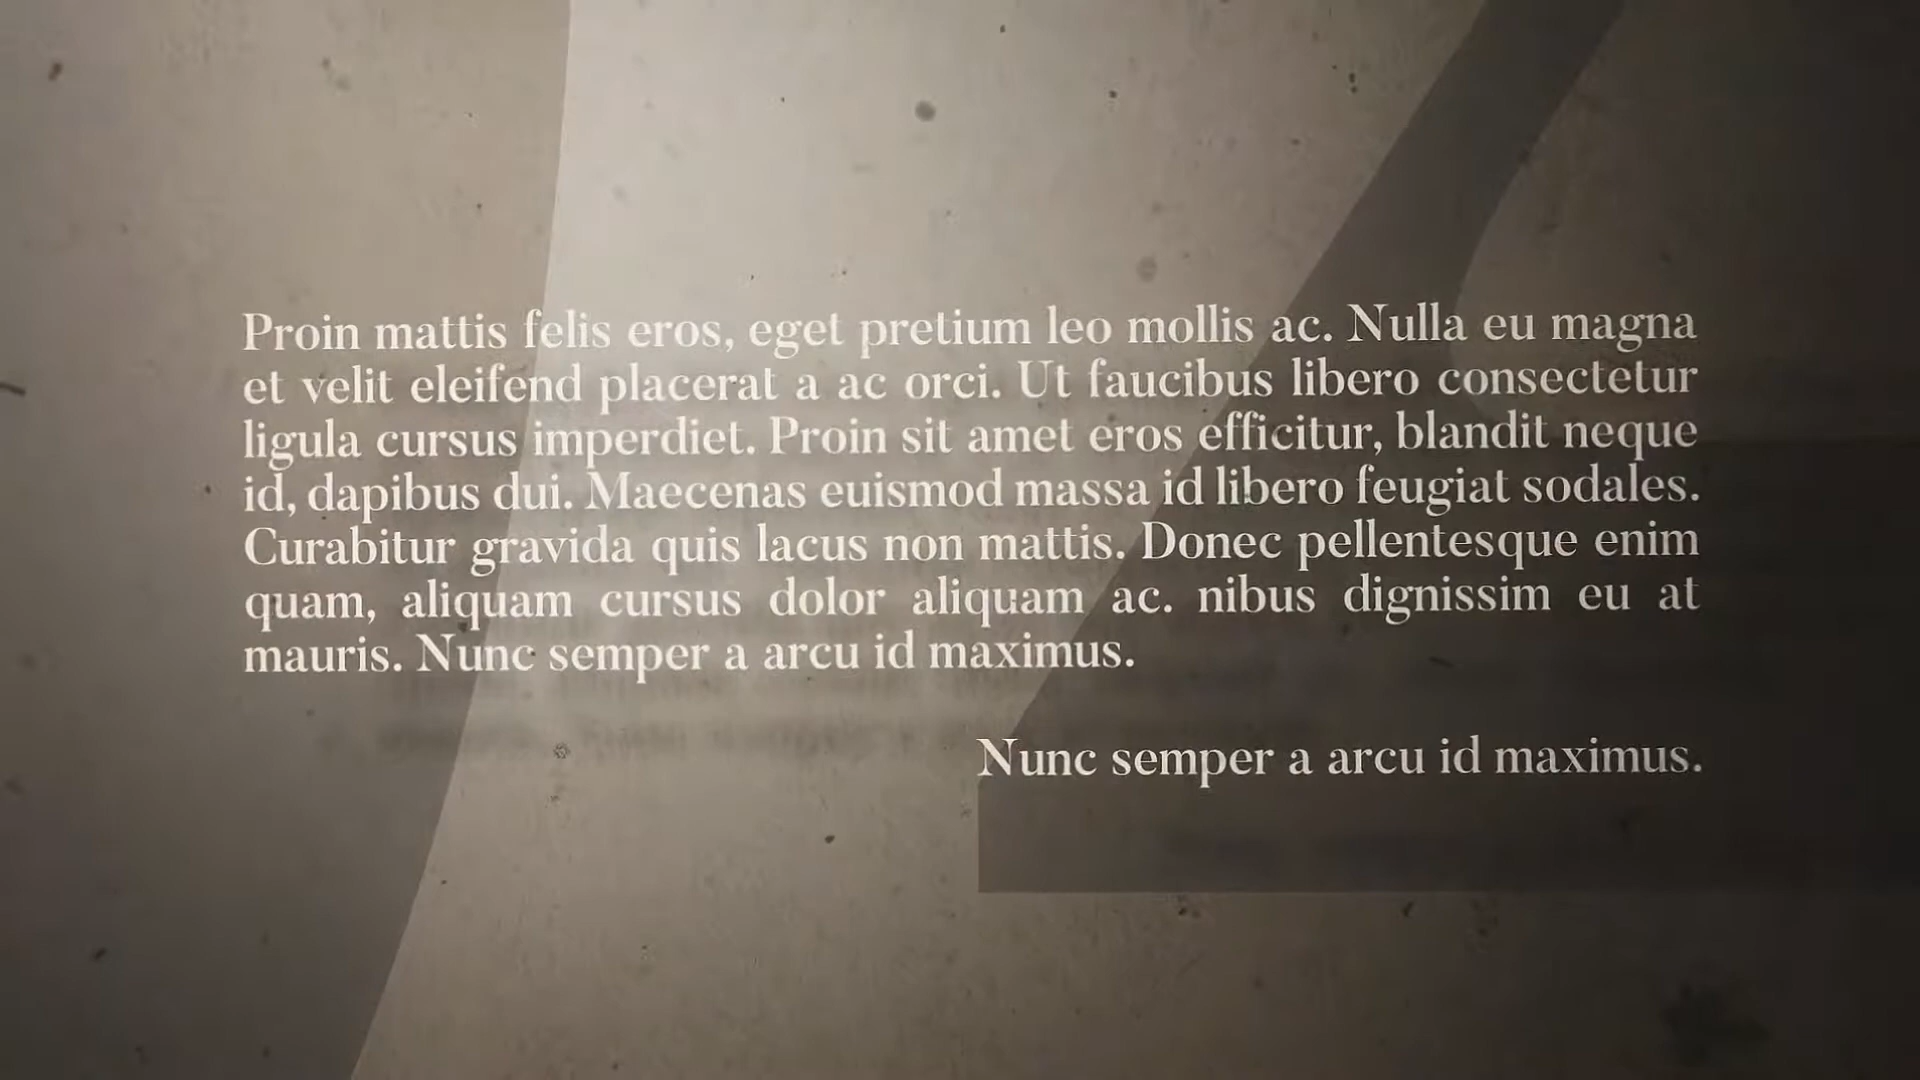 Proin mattis felis eros, eget pretium leo mollis ac. Nulla eu magna
et velit eleifend placerat a ac orci. Ut faucibus libero consectetur
ligula cursus imperdiet. Proin sit amet eros efficitur, blandit neque
id, dapibus dui. Maecenas euismod massa id libero feugiat sodales.
Curabitur gravida quis lacus non mattis. Donec pellentesque enim
quam, aliquam cursus dolor aliquam ac. nibus dignissim eu at
mauris. Nunc semper a arcu id maximus.
Nunc semper a arcu id maximus.